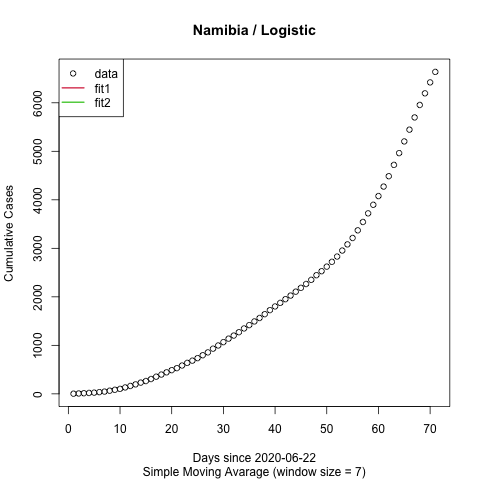 Namibia / Logistic
data
fit1
fit2
Cumulative Cases
0
1000
2000
3000
4000
5000
6000
0 10 20 30 40 50 60 70
Days since 2020-06-22
Simple Moving Avarage (window size = 7)